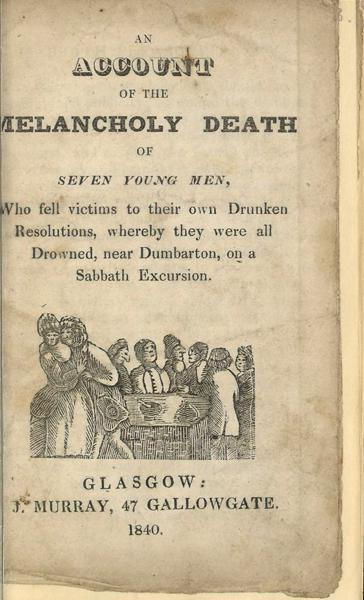 AN
ACCOUNT
OF THE
MELANCHOLY DEATH
OF
SEVEN YOUNG MEN,
Who fell victims to their own Drunken
Resolutions, whereby they were all
Drowned, near Dumbarton, on a
Sabbath Excursion.
GLASGOW:
J. MURRAY, 47 GALLOWGATE.
1840.